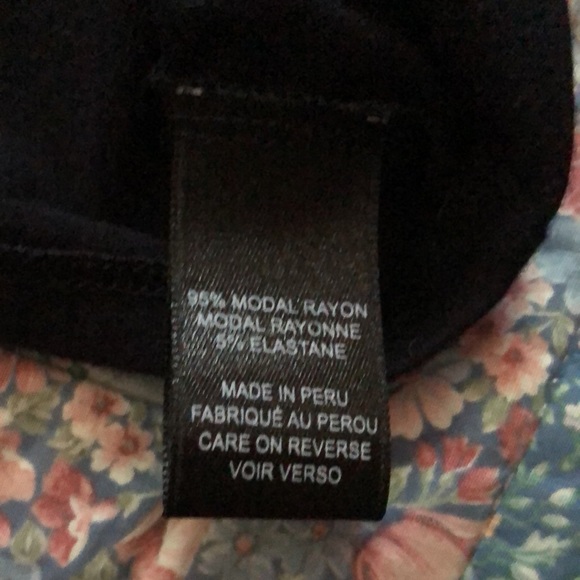 95% MODAL RAYON
MODAL RAYONNE
5% ELASTANE
MADE IN PERU
FABRIQUÉ AU PEROU
CARE ON REVERSE
VOIR VERSO